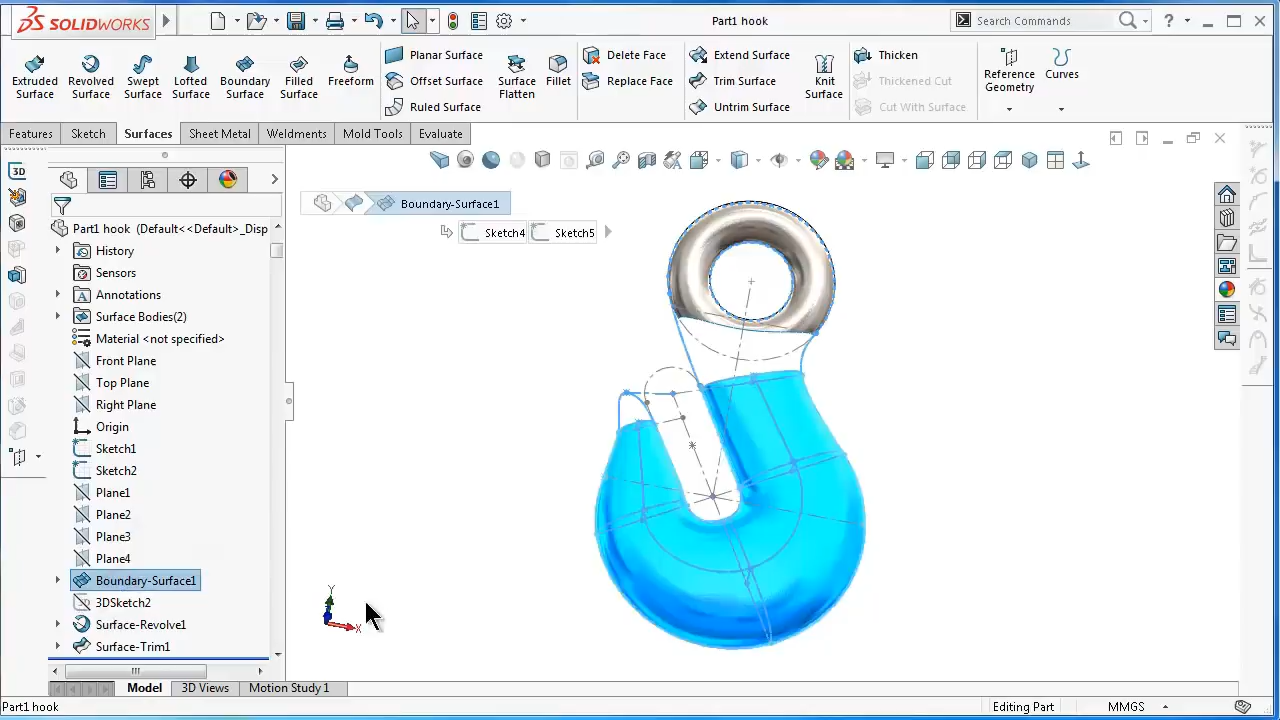 SOLIDWORKS
Part1 hook
Search Commands
?
Extruded Surface
Revolved Surface
Swept Surface
Lofted Surface
Boundary Surface
Filled Surface
Freeform
Planar Surface
Offset Surface
Ruled Surface
Surface Flatten
Fillet
Delete Face
Replace Face
Extend Surface
Trim Surface
Untrim Surface
Knit Surface
Thicken
Thickened Cut
Cut With Surface
Reference Geometry
Curves
Features
Sketch
Surfaces
Sheet Metal
Weldments
Mold Tools
Evaluate
3D
Boundary-Surface1
Sketch4
Sketch5
Part1 hook (Default<<Default>_Disp
History
Sensors
Annotations
Surface Bodies(2)
Material <not specified>
Front Plane
Top Plane
Right Plane
Origin
Sketch1
Sketch2
Plane1
Plane2
Plane3
Plane4
Boundary-Surface1
3DSketch2
Surface-Revolve1
Surface-Trim1
Y
X
Model
3D Views
Motion Study 1
Part1 hook
Editing Part
MMGS